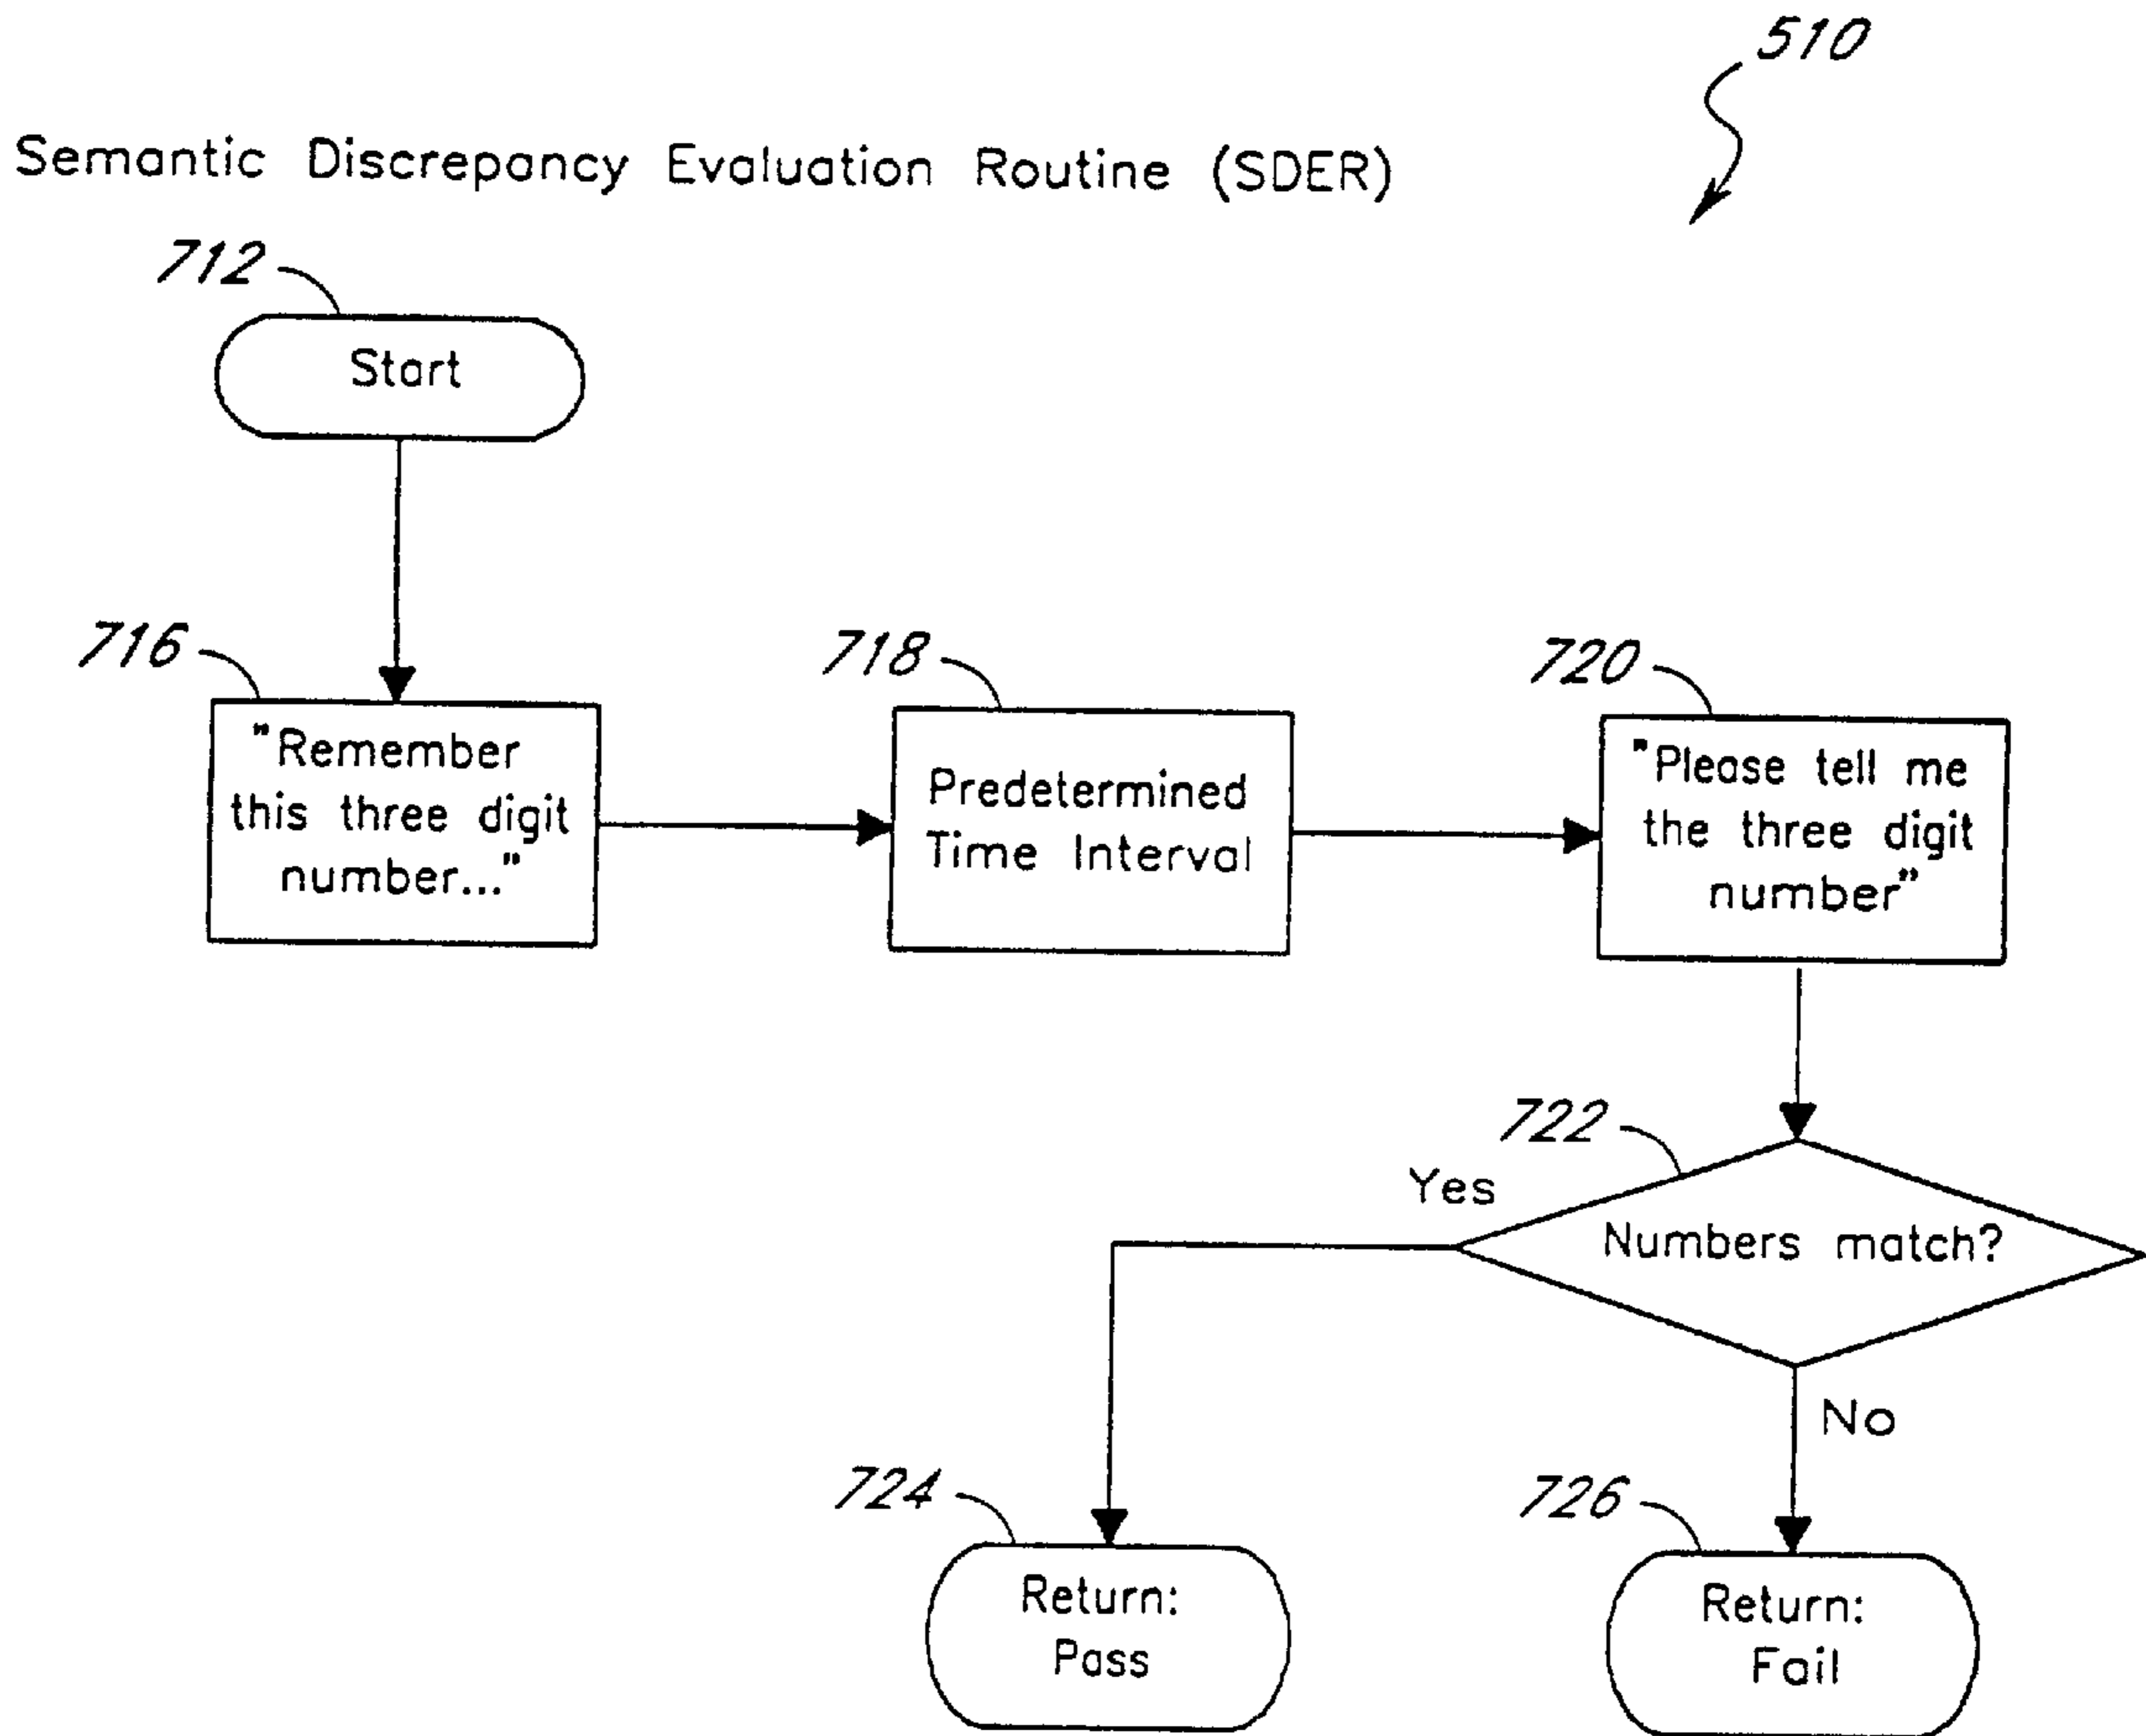 510
Semantic Discrepancy Evaluation Routine (SDER)
712
Start
716
"Remember
this three digit
number..."
718
Predetermined
Time Interval
720
"Please tell me
the three digit
number"
722
Yes
Numbers match?
No
724
Return:
Pass
726
Return:
Fail